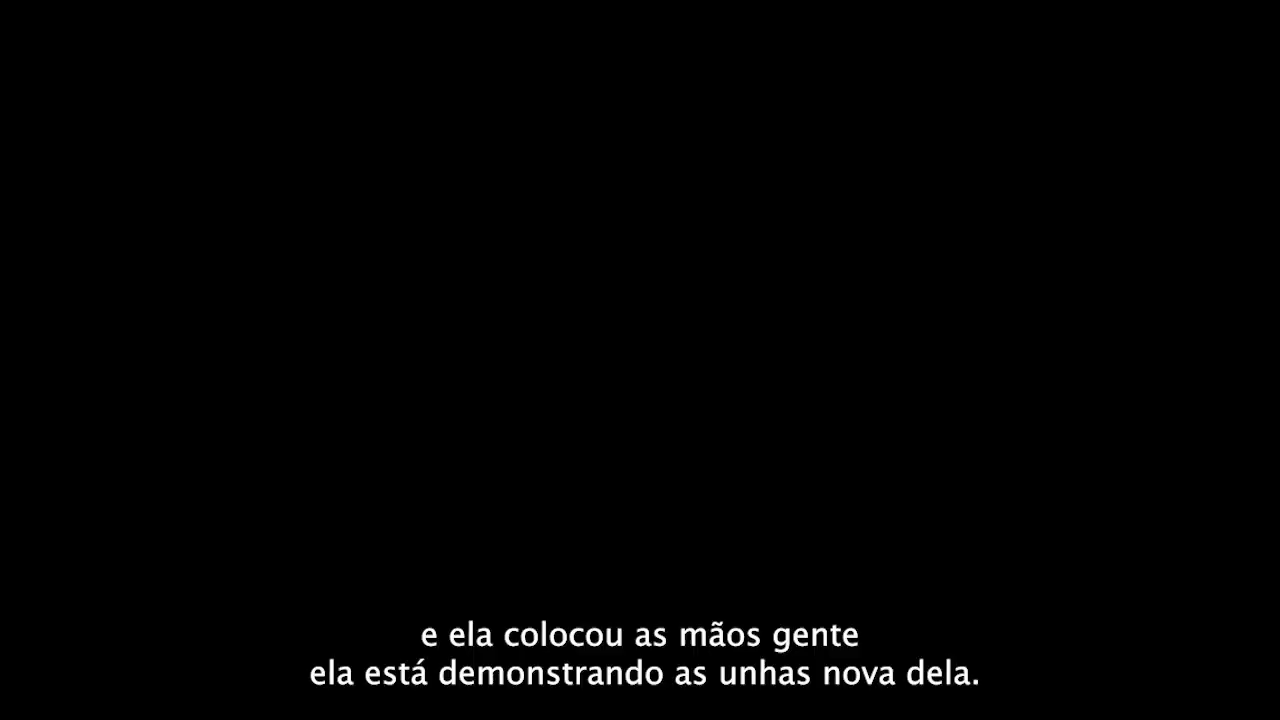 e ela colocou as mãos gente
ela está demonstrando as unhas nova dela.